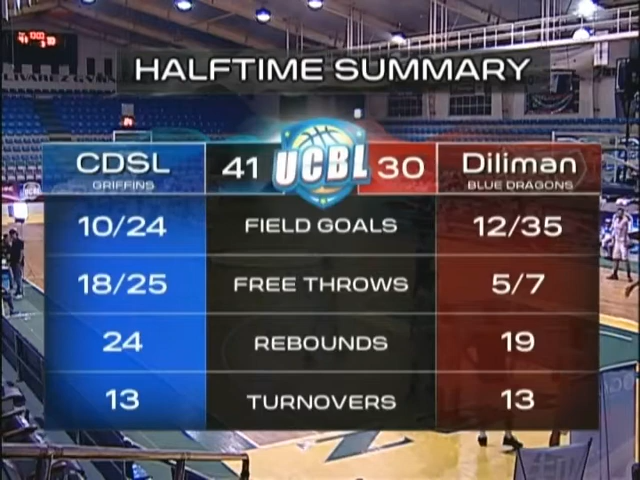 HALFTIME SUMMARY
CDSL 41 UCBL 30 Diliman
GRIFFINS BLUE DRAGONS
10/24 FIELD GOALS 12/35
18/25 FREE THROWS 5/7
24 REBOUNDS 19
13 TURNOVERS 13